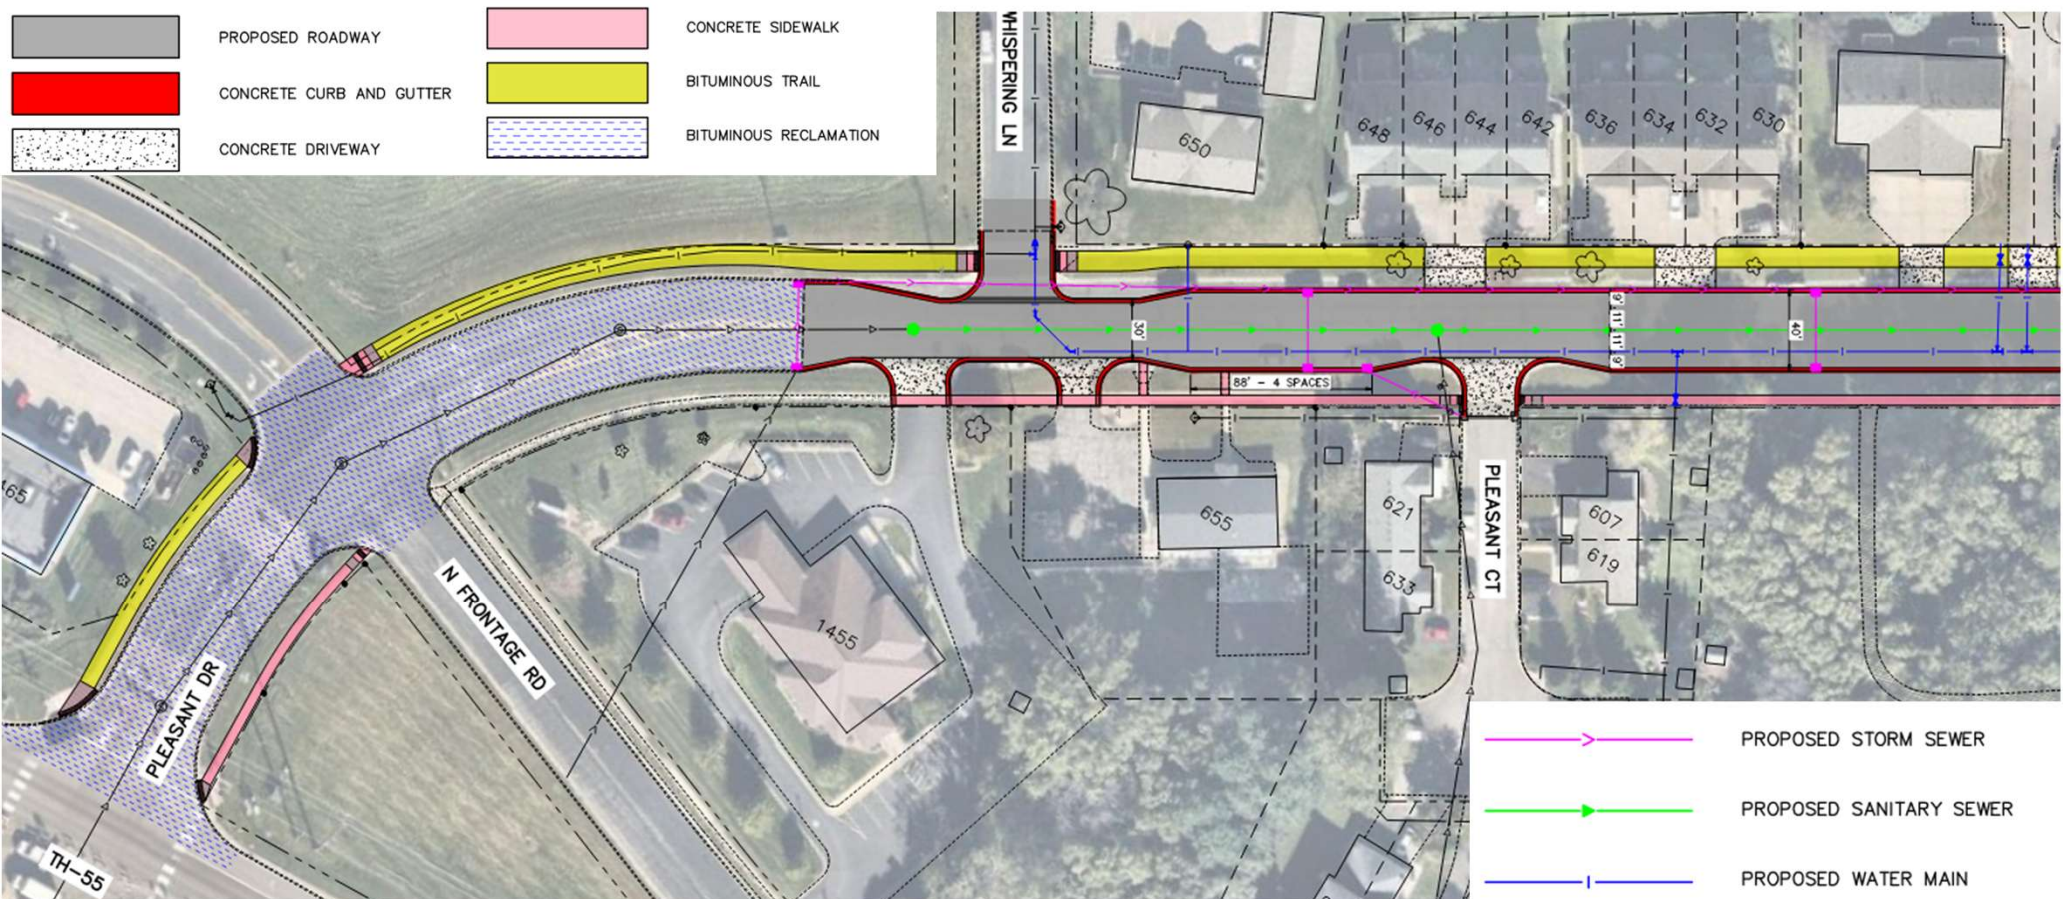 PROPOSED ROADWAY
CONCRETE CURB AND GUTTER
CONCRETE DRIVEWAY
CONCRETE SIDEWALK
BITUMINOUS TRAIL
BITUMINOUS RECLAMATION
WHISPERING LN
650
648
646
644
642
636
634
632
630
30'
9'
11'
11'
9'
40'
88' - 4 SPACES
465
655
621
633
607
619
1455
PLEASANT CT
N FRONTAGE RD
PLEASANT DR
TH-55
PROPOSED STORM SEWER
PROPOSED SANITARY SEWER
PROPOSED WATER MAIN